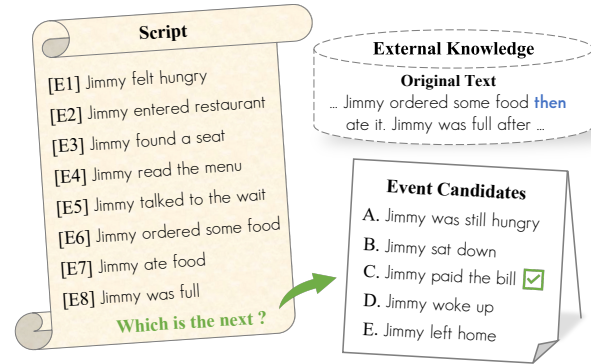 Script
[E1] Jimmy felt hungry
[E2] Jimmy entered restaurant
[E3] Jimmy found a seat
[E4] Jimmy read the menu
[E5] Jimmy talked to the wait
[E6] Jimmy ordered some food
[E7] Jimmy ate food
[E8] Jimmy was full
Which is the next ?
External Knowledge
Original Text
... Jimmy ordered some food then
ate it. Jimmy was full after ...
Event Candidates
A. Jimmy was still hungry
B. Jimmy sat down
C. Jimmy paid the bill
D. Jimmy woke up
E. Jimmy left home